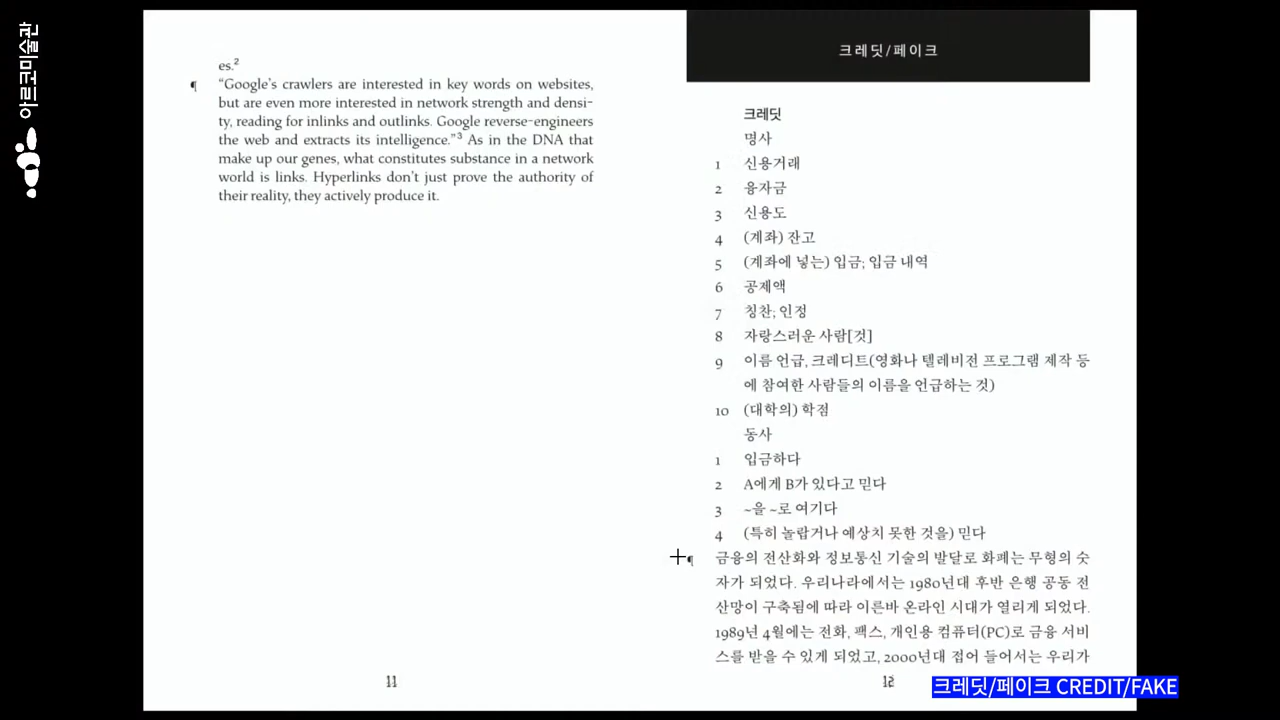 아르코미술관
es.²
¶ “Google’s crawlers are interested in key words on websites,
but are even more interested in network strength and densi-
ty, reading for inlinks and outlinks. Google reverse-engineers
the web and extracts its intelligence.”³ As in the DNA that
make up our genes, what constitutes substance in a network
world is links. Hyperlinks don’t just prove the authority of
their reality, they actively produce it.
11
크레딧/페이크
크레딧
명사
1 신용거래
2 융자금
3 신용도
4 (계좌) 잔고
5 (계좌에 넣는) 입금; 입금 내역
6 공제액
7 칭찬; 인정
8 자랑스러운 사람[것]
9 이름 언급, 크레디트(영화나 텔레비전 프로그램 제작 등
에 참여한 사람들의 이름을 언급하는 것)
10 (대학의) 학점
동사
1 입금하다
2 A에게 B가 있다고 믿다
3 ~을 ~로 여기다
4 (특히 놀랍거나 예상치 못한 것을) 믿다
¶ 금융의 전산화와 정보통신 기술의 발달로 화폐는 무형의 숫
자가 되었다. 우리나라에서는 1980년대 후반 은행 공동 전
산망이 구축됨에 따라 이른바 온라인 시대가 열리게 되었다.
1989년 4월에는 전화, 팩스, 개인용 컴퓨터(PC)로 금융 서비
스를 받을 수 있게 되었고, 2000년대 접어 들어서는 우리가
12
크레딧/페이크 CREDIT/FAKE